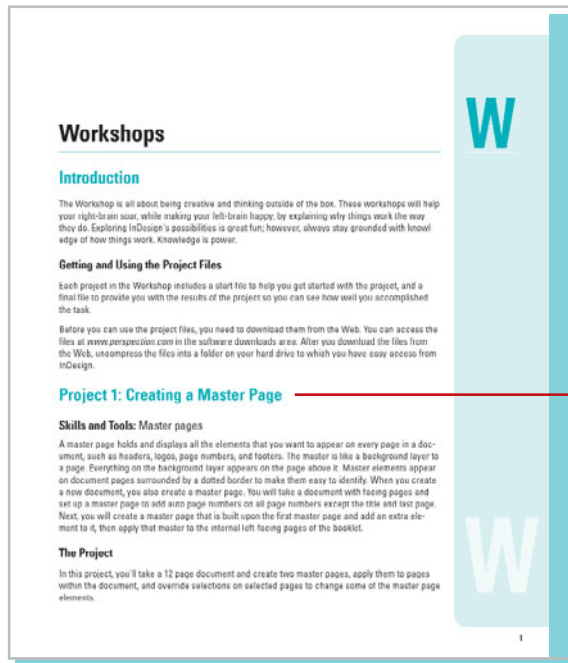 W
Workshops
Introduction
The Workshop is all about being creative and thinking outside of the box. These workshops will help
your right-brain soar, while making your left-brain happy, by explaining why things work the way
they do. Exploring InDesign's possibilities is great fun; however, always stay grounded with knowl
edge of how things work. Knowledge is power.
Getting and Using the Project Files
Each project in the Workshop includes a start file to help you get started with the project, and a
final file to provide you with the results of the project so you can see how well you accomplished
the task.
Before you can use the project files, you need to download them from the Web. You can access the
files at www.perspection.com in the software downloads area. After you download the files from
the Web, uncompress the files into a folder on your hard drive to which you have easy access from
InDesign.
Project 1: Creating a Master Page
Skills and Tools: Master pages
A master page holds and displays all the elements that you want to appear on every page in a doc-
ument, such as headers, logos, page numbers, and footers. The master is like a background layer to
a page. Everything on the background layer appears on the page above it. Master elements appear
on document pages surrounded by a dotted border to make them easy to identify. When you create
a new document, you also create a master page. You will take a document with facing pages and
set up a master page to add auto page numbers on all page numbers except the title and last page.
Next, you will create a master page that is built upon the first master page and add an extra ele-
ment to it, then apply that master to the internal left facing pages of the booklet.
The Project
In this project, you'll take a 12 page document and create two master pages, apply them to pages
within the document, and override selections on selected pages to change some of the master page
elements.
W
1